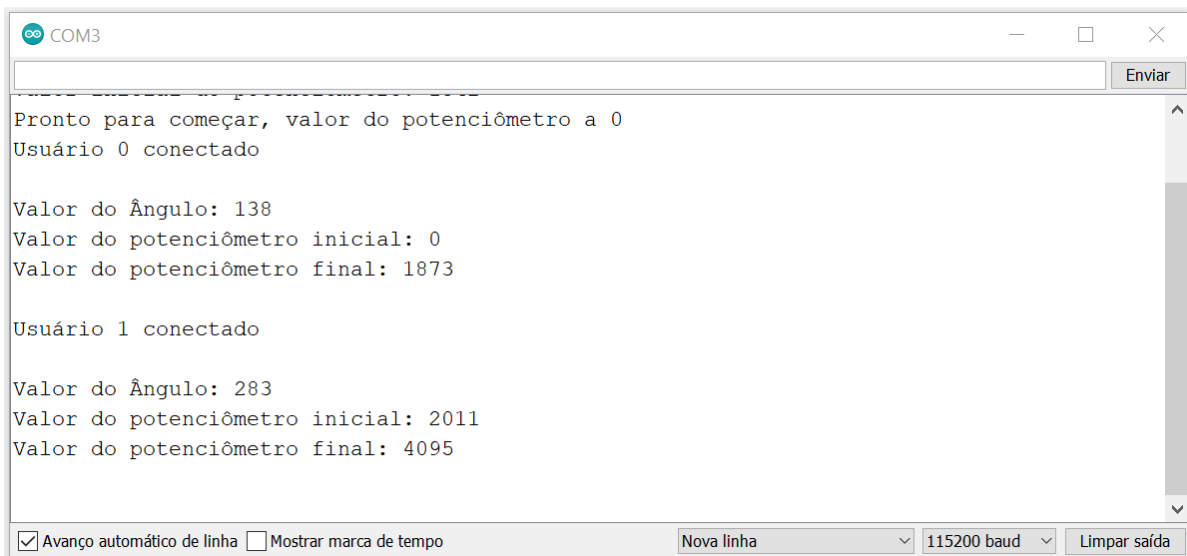 COM3
Enviar
Pronto para começar, valor do potenciômetro a 0
Usuário 0 conectado
Valor do Ângulo: 138
Valor do potenciômetro inicial: 0
Valor do potenciômetro final: 1873
Usuário 1 conectado
Valor do Ângulo: 283
Valor do potenciômetro inicial: 2011
Valor do potenciômetro final: 4095
Avanço automático de linha Mostrar marca de tempo Nova linha 115200 baud Limpar saída